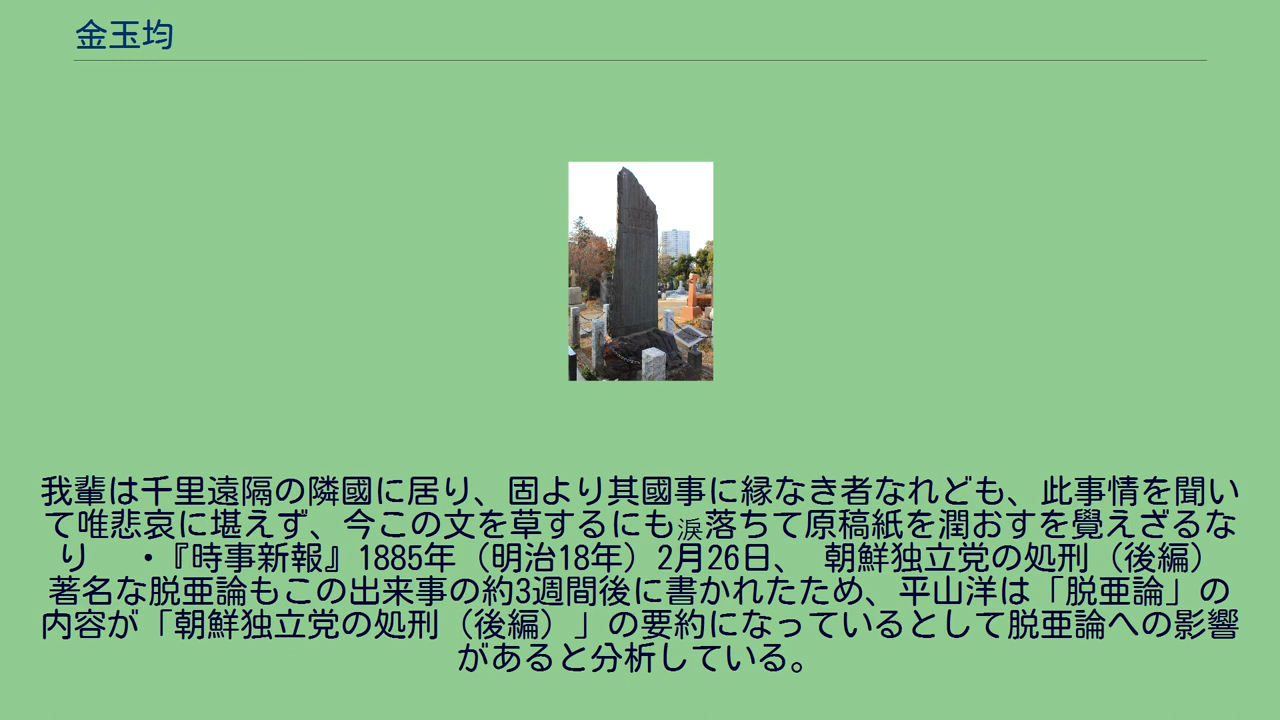 金玉均
我輩は千里遠隔の隣國に居り、固より其國事に縁なき者なれども、此事情を聞い
て唯悲哀に堪えず、今この文を草するにも淚落ちて原稿紙を潤おすを覺えざるな
り　・『時事新報』1885年（明治18年）2月26日、　朝鮮独立党の処刑（後編）
著名な脱亜論もこの出来事の約3週間後に書かれたため、平山洋は「脱亜論」の
内容が「朝鮮独立党の処刑（後編）」の要約になっているとして脱亜論への影響
があると分析している。